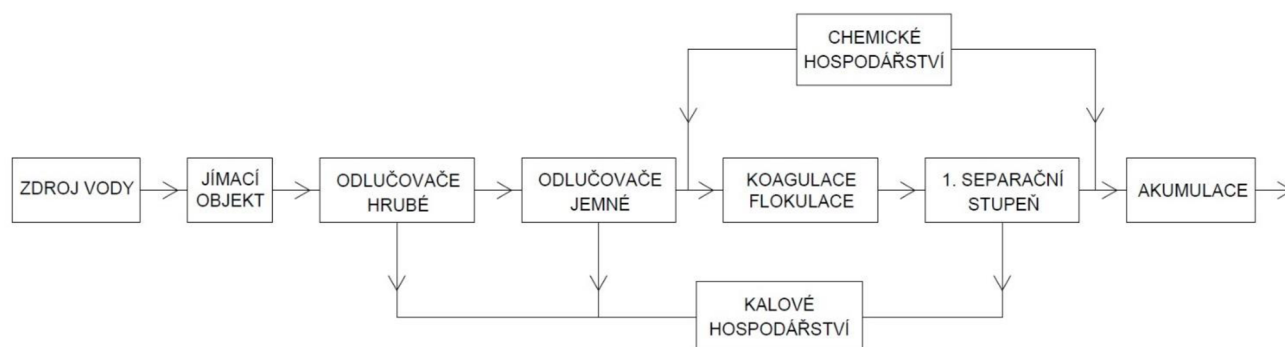 CHEMICKÉ
HOSPODÁŘSTVÍ
ZDROJ VODY
JÍMACÍ
OBJEKT
ODLUČOVAČE
HRUBÉ
ODLUČOVAČE
JEMNÉ
KOAGULACE
FLOKULACE
1. SEPARAČNÍ
STUPEŇ
AKUMULACE
KALOVÉ
HOSPODÁŘSTVÍ